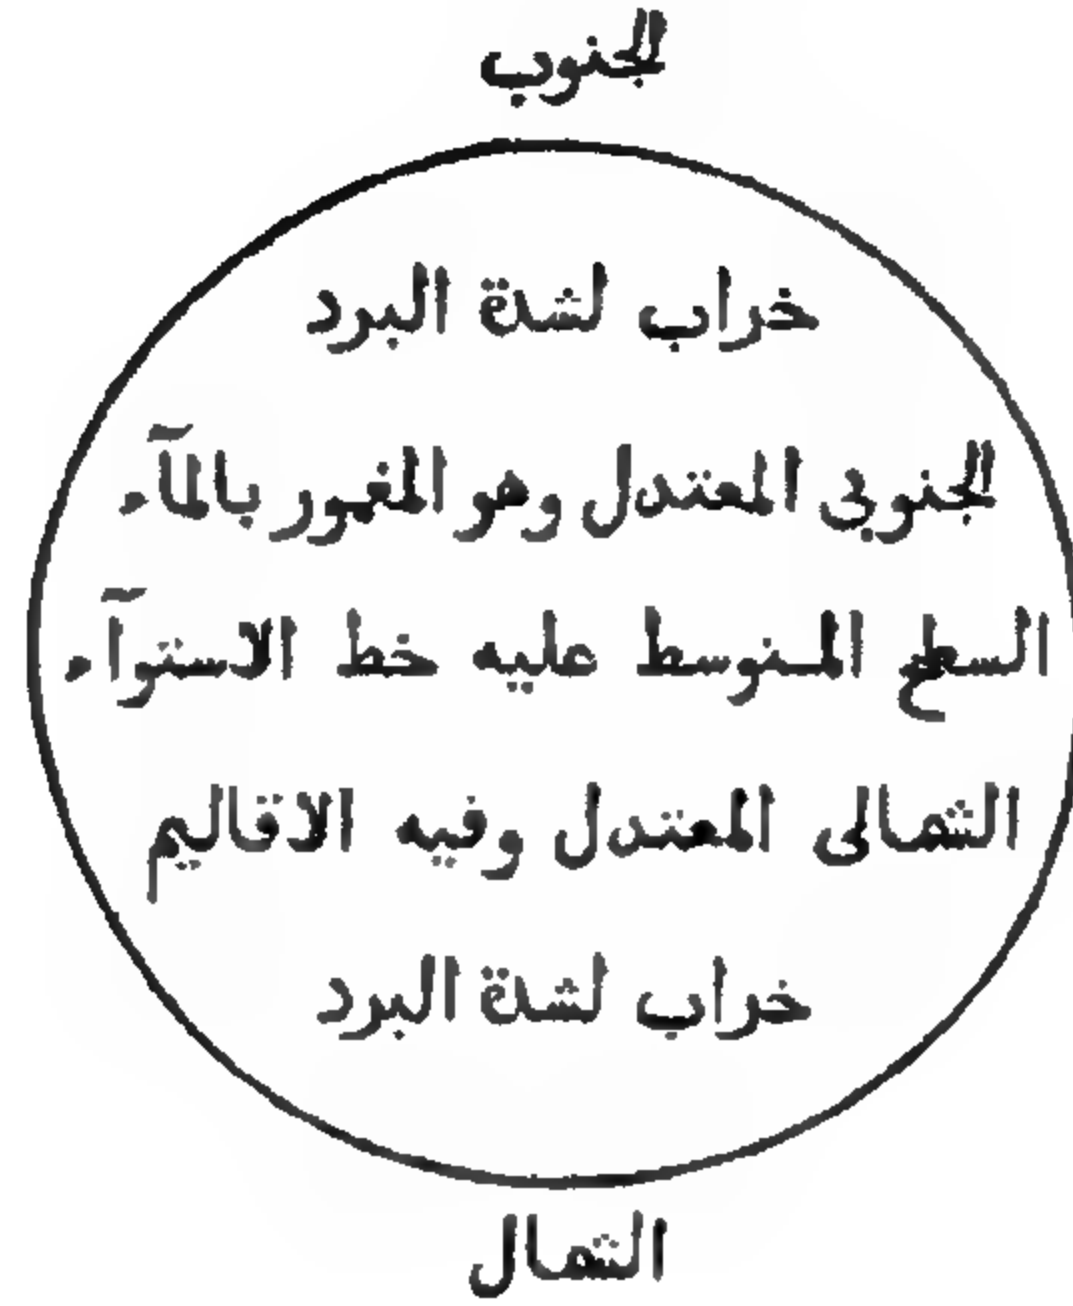 الجنوب
خراب لشدة البرد
الجنوبى المعتدل وهو المغمور بالمآء
السطح المتوسط عليه خط الاستوآء
الشمالى المعتدل وفيه الاقاليم
خراب لشدة البرد
الشمال